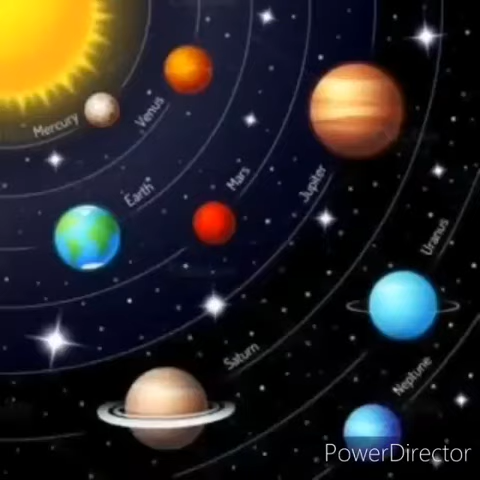 Mercury
Venus
Earth
Mars
Jupiter
Saturn
Uranus
Neptune
PowerDirector